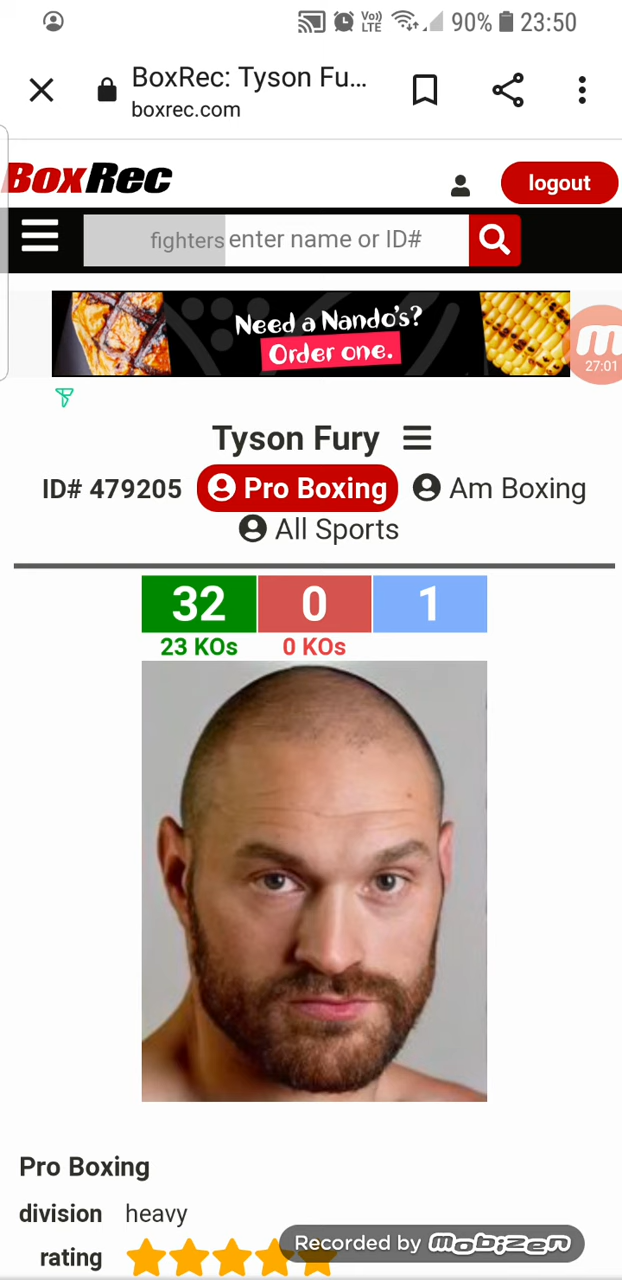 Vo))
LTE
90%
23:50
BoxRec: Tyson Fu...
boxrec.com
BoxRec
logout
fighters
enter name or ID#
Need a Nando's?
Order one.
m
27:01
Tyson Fury
ID# 479205
Pro Boxing
Am Boxing
All Sports
32
0
1
23 KOs
0 KOs
Pro Boxing
division heavy
rating
Recorded by mobizen